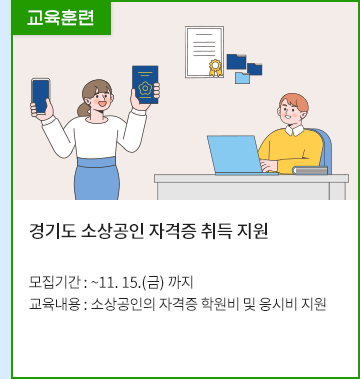 교육훈련
경기도 소상공인 자격증 취득 지원
모집기간 : ~11. 15.(금) 까지
교육내용 : 소상공인의 자격증 학원비 및 응시비 지원